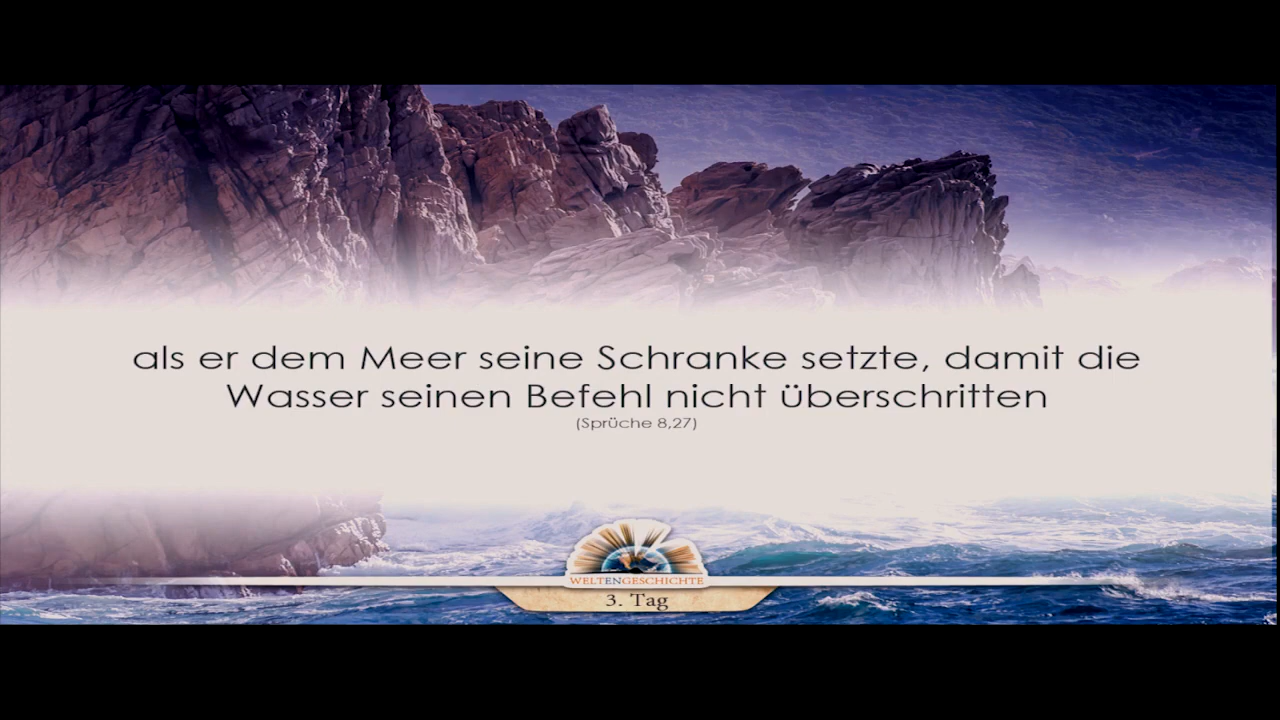 als er dem Meer seine Schranke setzte, damit die
Wasser seinen Befehl nicht überschritten
(Sprüche 8,27)
WELTENGESCHICHTE
3. Tag